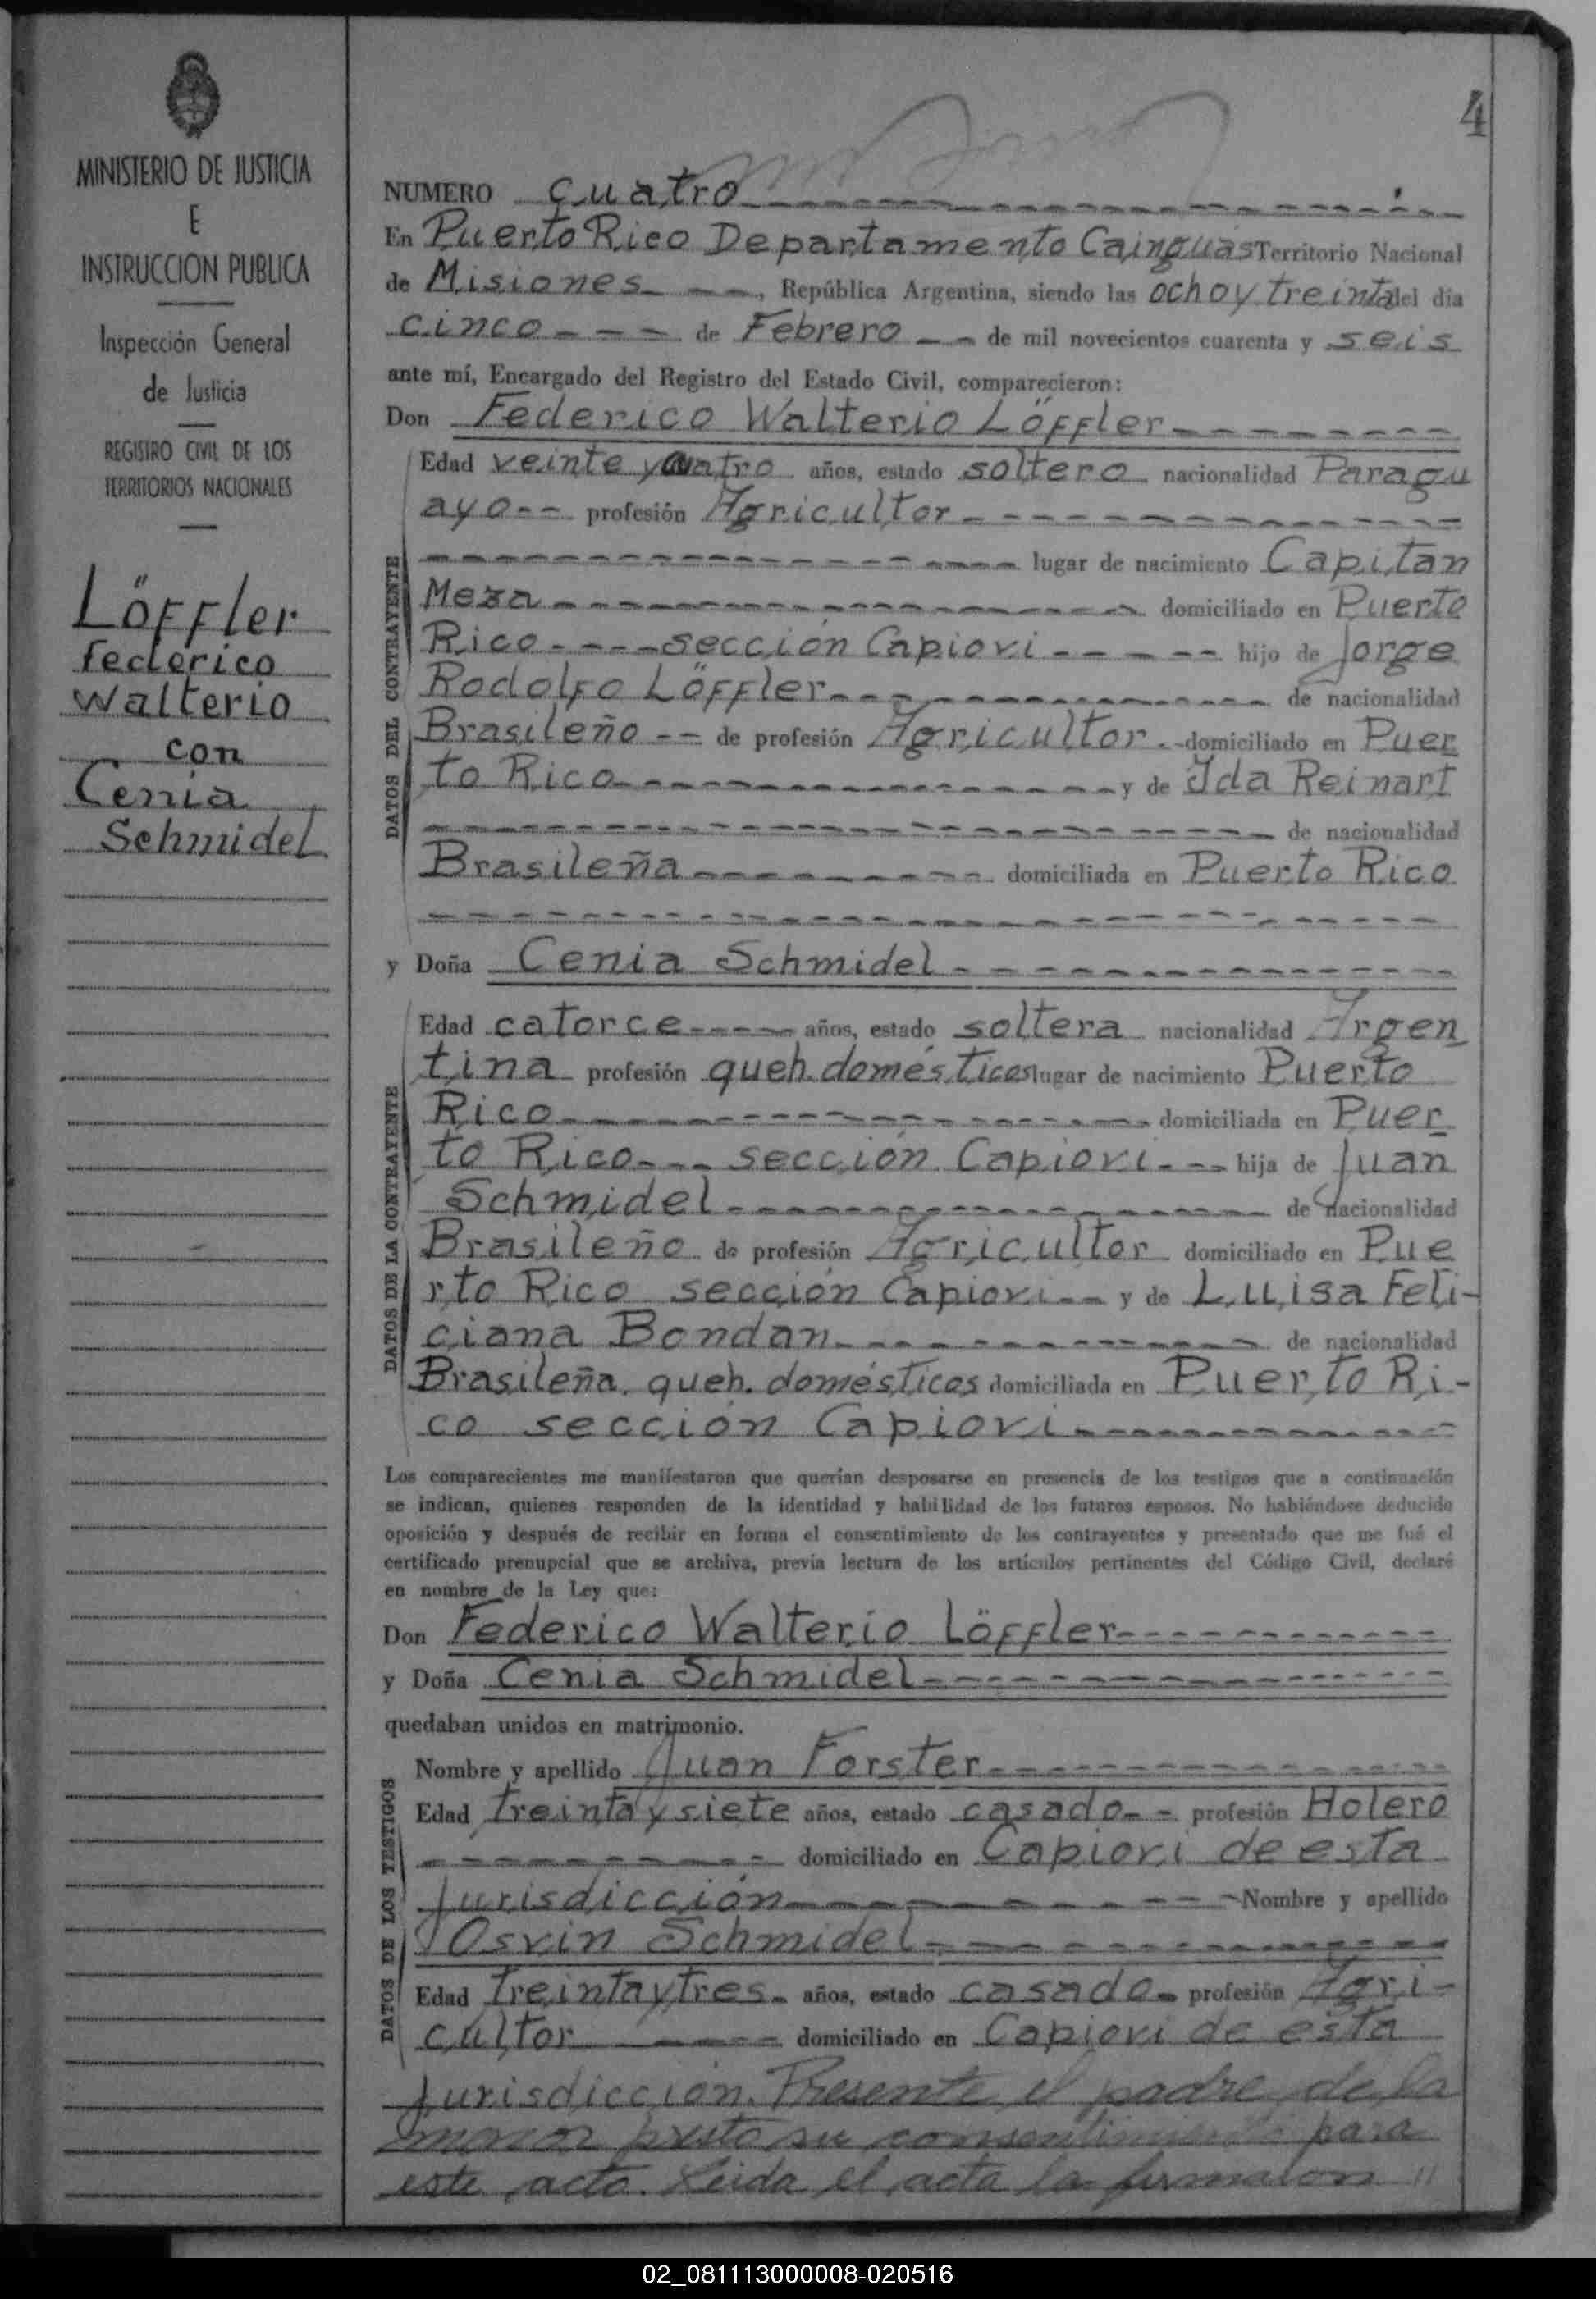 4
MINISTERIO DE JUSTICIA
E
INSTRUCCION PUBLICA
Inspección General
de Justicia
REGISTRO CIVIL DE LOS
TERRITORIOS NACIONALES
Löffler
Federico
Walterio
con
Cenia
Schmidel
NUMERO cuatro
En Puerto Rico Departamento Cainguas Territorio Nacional
de Misiones, República Argentina, siendo las ocho y treinta del día
cinco de Febrero de mil novecientos cuarenta y seis
ante mí, Encargado del Registro del Estado Civil, comparecieron:
Don Federico Walterio Löffler
DATOS DEL CONTRAYENTE
Edad veinte y cuatro años, estado soltero nacionalidad Paragu
ayo profesión Agricultor
lugar de nacimiento Capitan
Meza domiciliado en Puerto
Rico sección Capiovi hijo de Jorge
Rodolfo Löffler de nacionalidad
Brasileño de profesión Agricultor domiciliado en Puer
to Rico y de Ida Reinart
de nacionalidad
Brasileña domiciliada en Puerto Rico
y Doña Cenia Schmidel
DATOS DE LA CONTRAYENTE
Edad catorce años, estado soltera nacionalidad Argen
tina profesión queh. domésticos lugar de nacimiento Puerto
Rico domiciliada en Puer
to Rico sección Capiovi hija de Juan
Schmidel de nacionalidad
Brasileño de profesión Agricultor domiciliado en Pue
rto Rico sección Capiovi y de Luisa Feli-
ciana Bondan de nacionalidad
Brasileña. queh. domésticos domiciliada en Puerto Ri-
co sección Capiovi
Los comparecientes me manifestaron que querían desposarse en presencia de los testigos que a continuación
se indican, quienes responden de la identidad y habilidad de los futuros esposos. No habiéndose deducido
oposición y después de recibir en forma el consentimiento de los contrayentes y presentado que me fué el
certificado prenupcial que se archiva, previa lectura de los artículos pertinentes del Código Civil, declaré
en nombre de la Ley que:
Don Federico Walterio Löffler
y Doña Cenia Schmidel
quedaban unidos en matrimonio.
DATOS DE LOS TESTIGOS
Nombre y apellido Juan Forster
Edad treinta y siete años, estado casado profesión Holero
domiciliado en Capiovi de esta
Jurisdicción Nombre y apellido
Osvin Schmidel
Edad treinta y tres años, estado casado profesión Agri-
cultor domiciliado en Capiovi de ésta
Jurisdicción. Presente el padre de la
menor prestó su consentimiento para
este acto. Leida el acta la firmaron "
02_081113000008-020516